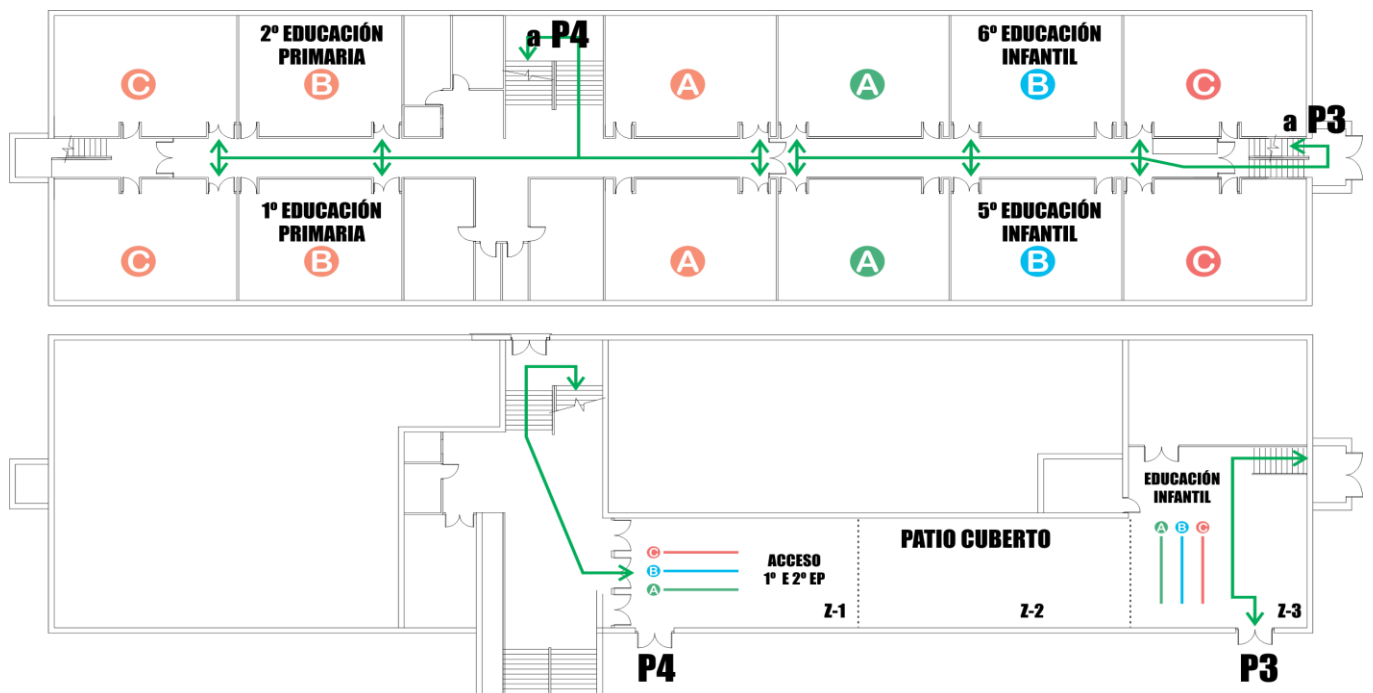 2º EDUCACIÓN
PRIMARIA
a P4
6º EDUCACIÓN
INFANTIL
C
B
A
A
B
C
a P3
1º EDUCACIÓN
PRIMARIA
5º EDUCACIÓN
INFANTIL
C
B
A
A
B
C
EDUCACIÓN
INFANTIL
A B C
PATIO CUBERTO
C
B
A
ACCESO
1º E 2º EP
Z-1
Z-2
Z-3
P4
P3